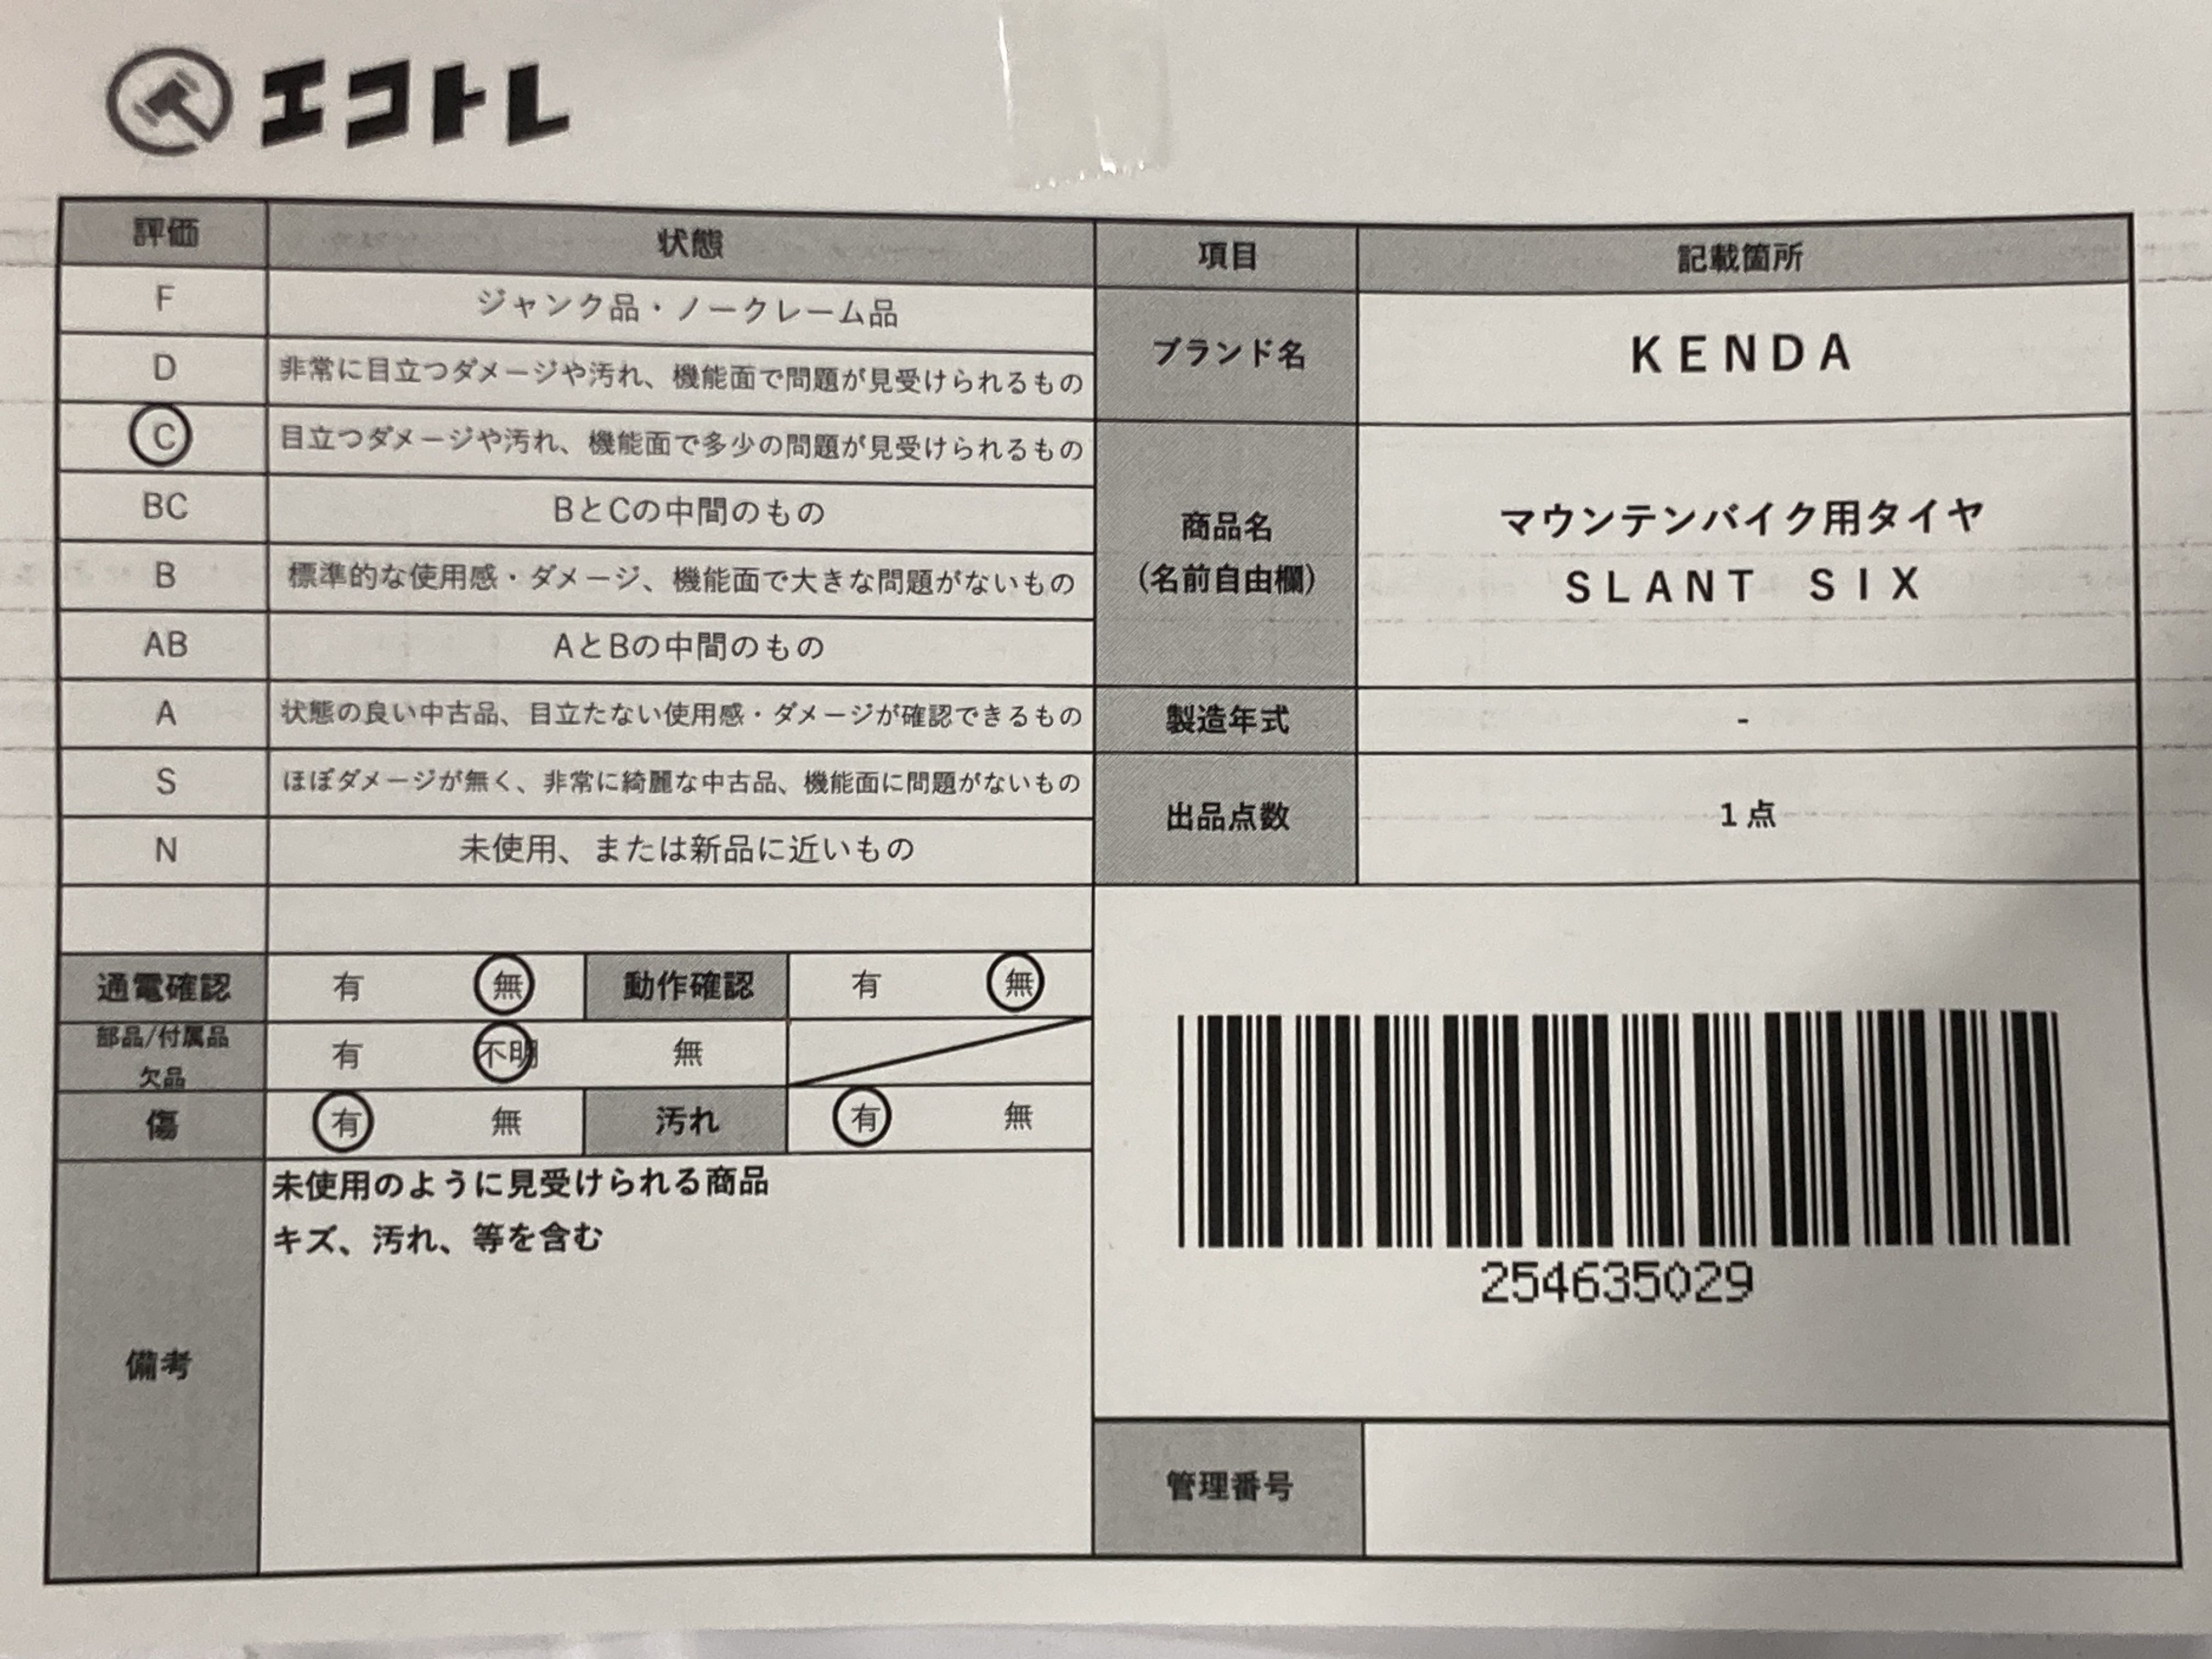 エコトレ
評価 状態
F ジャンク品・ノークレーム品
D 非常に目立つダメージや汚れ、機能面で問題が見受けられるもの
C 目立つダメージや汚れ、機能面で多少の問題が見受けられるもの
BC BとCの中間のもの
B 標準的な使用感・ダメージ、機能面で大きな問題がないもの
AB AとBの中間のもの
A 状態の良い中古品、目立たない使用感・ダメージが確認できるもの
S ほぼダメージが無く、非常に綺麗な中古品、機能面に問題がないもの
N 未使用、または新品に近いもの
通電確認 有 無 動作確認 有 無
部品/付属品
欠品
有 不明 無
傷 有 無 汚れ 有 無
備考
未使用のように見受けられる商品
キズ、汚れ、等を含む
項目 記載箇所
ブランド名 KENDA
商品名
(名前自由欄)
マウンテンバイク用タイヤ
SLANT SIX
製造年式 -
出品点数 1点
254635029
管理番号